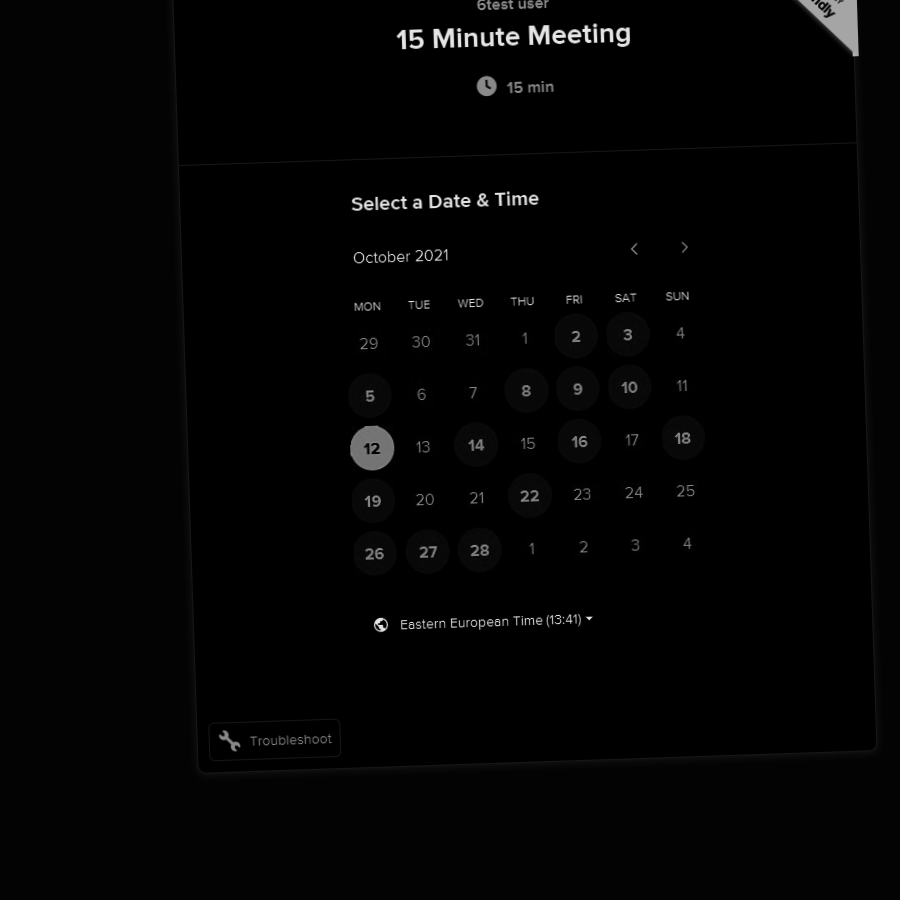 6test user
15 Minute Meeting
15 min
Select a Date & Time
October 2021
MON TUE WED THU FRI SAT SUN
29 30 31 1 2 3 4
5 6 7 8 9 10 11
12 13 14 15 16 17 18
19 20 21 22 23 24 25
26 27 28 1 2 3 4
Eastern European Time (13:41)
Troubleshoot